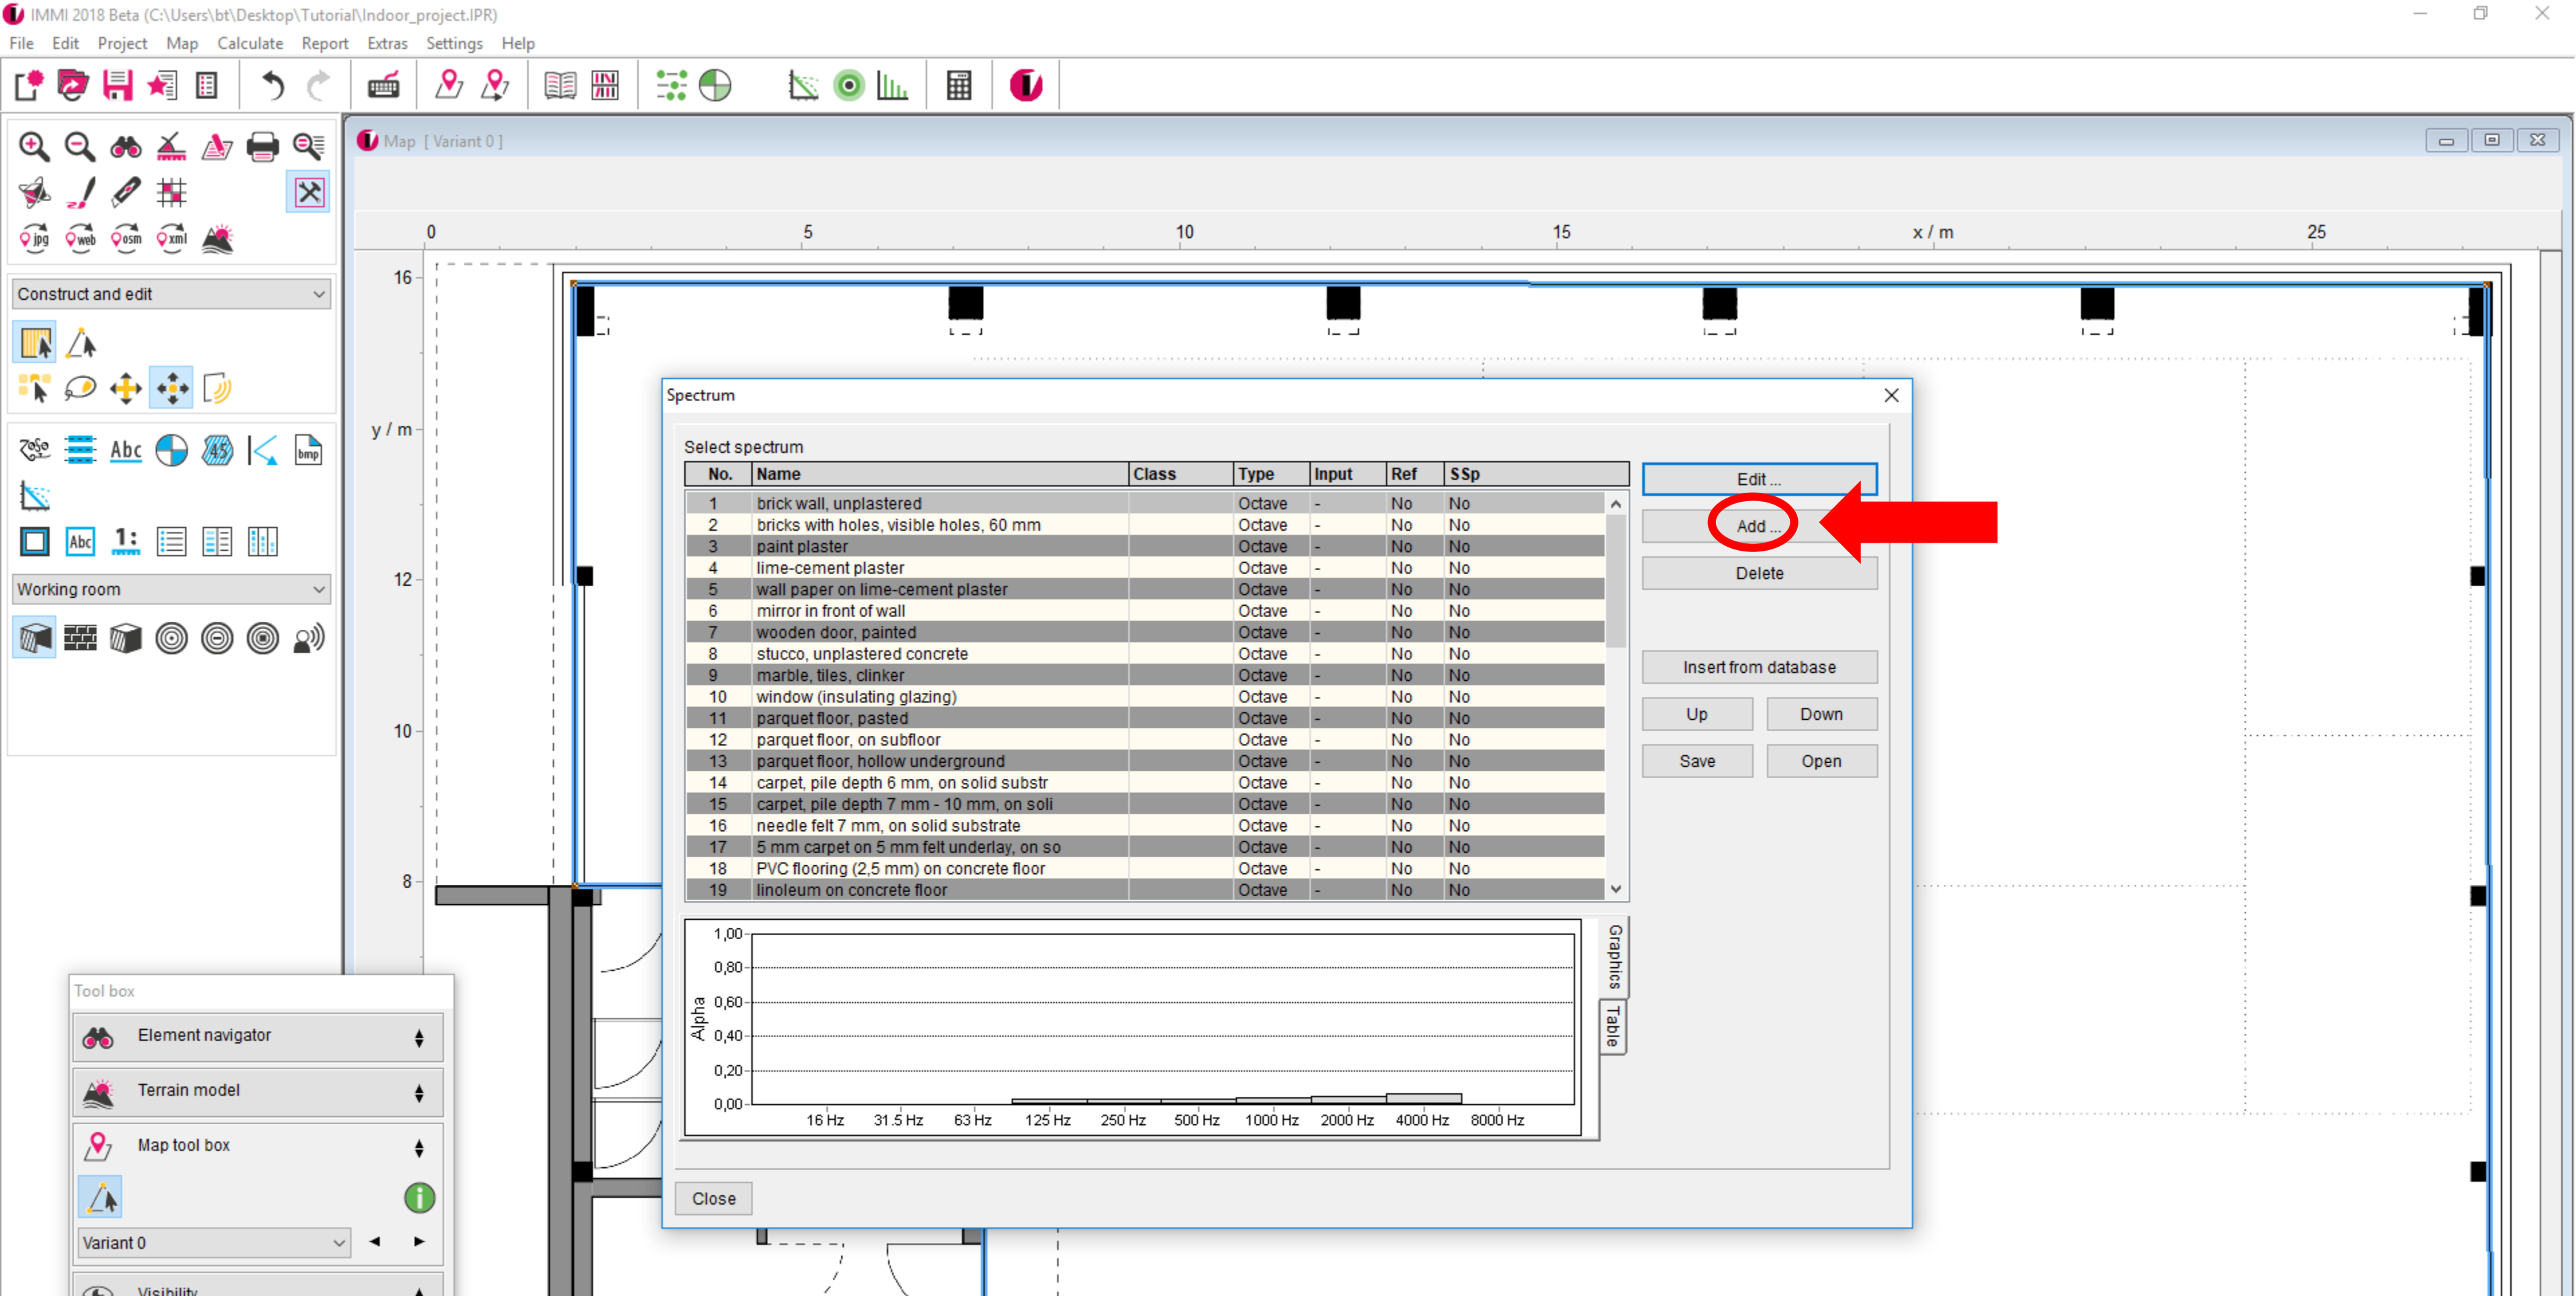 IMMI 2018 Beta (C:\Users\bt\Desktop\Tutorial\Indoor_project.IPR)
File Edit Project Map Calculate Report Extras Settings Help
Map [ Variant 0 ]
jpg web osm xml
0 5 10 15 x / m 25
16
Construct and edit
y / m
Abc 45 bmp
Abc 1:
12
Working room
10
8
Spectrum
Select spectrum
No. Name Class Type Input Ref SSp
1 brick wall, unplastered Octave - No No
2 bricks with holes, visible holes, 60 mm Octave - No No
3 paint plaster Octave - No No
4 lime-cement plaster Octave - No No
5 wall paper on lime-cement plaster Octave - No No
6 mirror in front of wall Octave - No No
7 wooden door, painted Octave - No No
8 stucco, unplastered concrete Octave - No No
9 marble, tiles, clinker Octave - No No
10 window (insulating glazing) Octave - No No
11 parquet floor, pasted Octave - No No
12 parquet floor, on subfloor Octave - No No
13 parquet floor, hollow underground Octave - No No
14 carpet, pile depth 6 mm, on solid substr Octave - No No
15 carpet, pile depth 7 mm - 10 mm, on soli Octave - No No
16 needle felt 7 mm, on solid substrate Octave - No No
17 5 mm carpet on 5 mm felt underlay, on so Octave - No No
18 PVC flooring (2,5 mm) on concrete floor Octave - No No
19 linoleum on concrete floor Octave - No No
Edit ...
Add ...
Delete
Insert from database
Up Down
Save Open
Graphics
Table
Alpha
1,00
0,80
0,60
0,40
0,20
0,00
16 Hz 31.5 Hz 63 Hz 125 Hz 250 Hz 500 Hz 1000 Hz 2000 Hz 4000 Hz 8000 Hz
Close
Tool box
Element navigator
Terrain model
Map tool box
Variant 0
Visibility